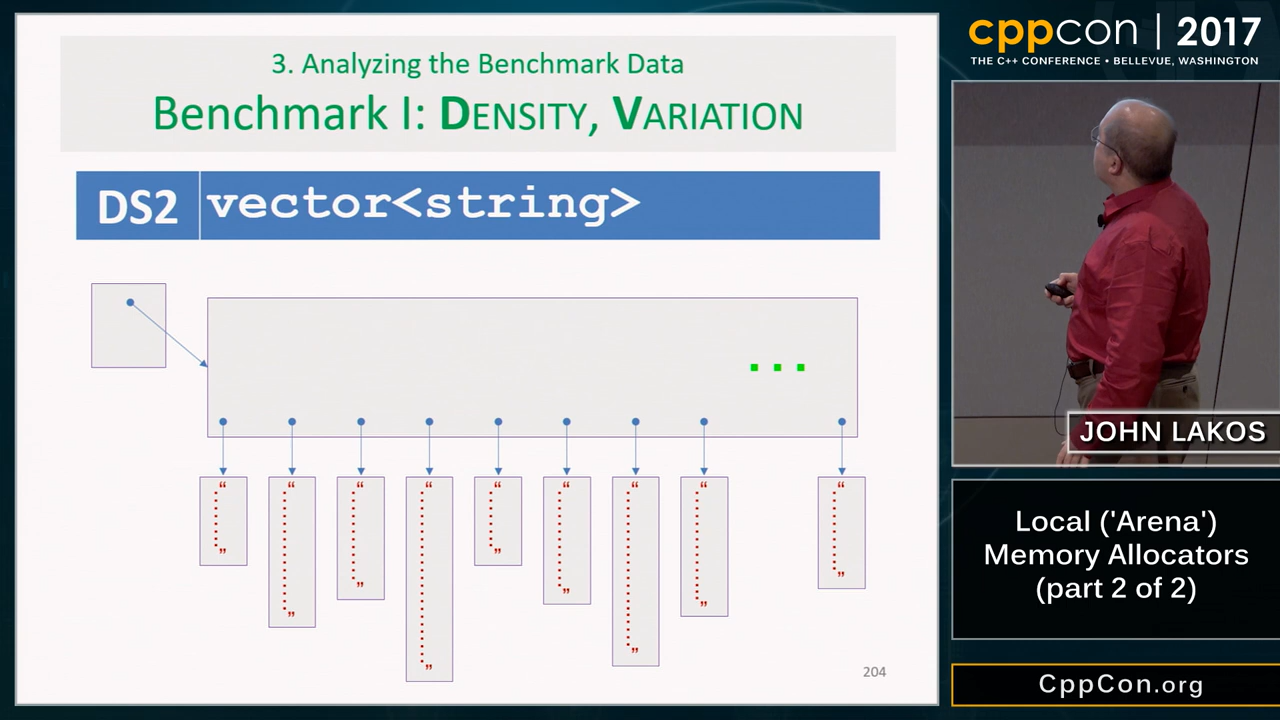 3. Analyzing the Benchmark Data
Benchmark I: DENSITY, VARIATION
DS2 vector<string>
...
“ “ “ “ “ “ “ “ “
” ” ” ” ” ” ” ” ”
204
cppcon | 2017
THE C++ CONFERENCE • BELLEVUE, WASHINGTON
JOHN LAKOS
Local ('Arena')
Memory Allocators
(part 2 of 2)
CppCon.org